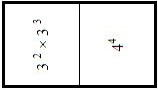 3² × 3³
4⁴